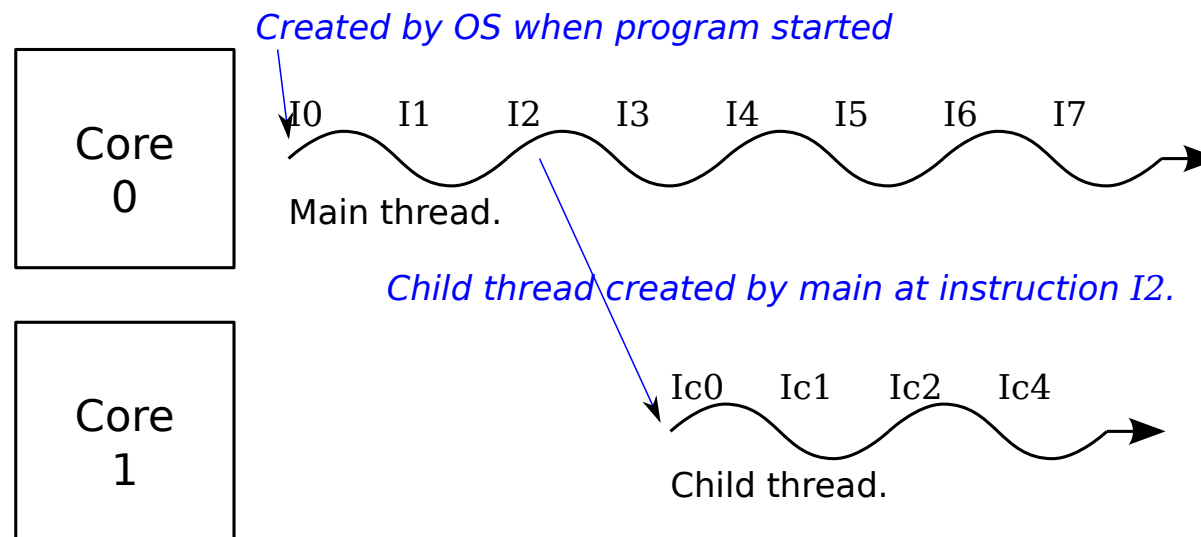 Created by OS when program started
Core
0
I0 I1 I2 I3 I4 I5 I6 I7
Main thread.
Child thread created by main at instruction I2.
Core
1
Ic0 Ic1 Ic2 Ic4
Child thread.